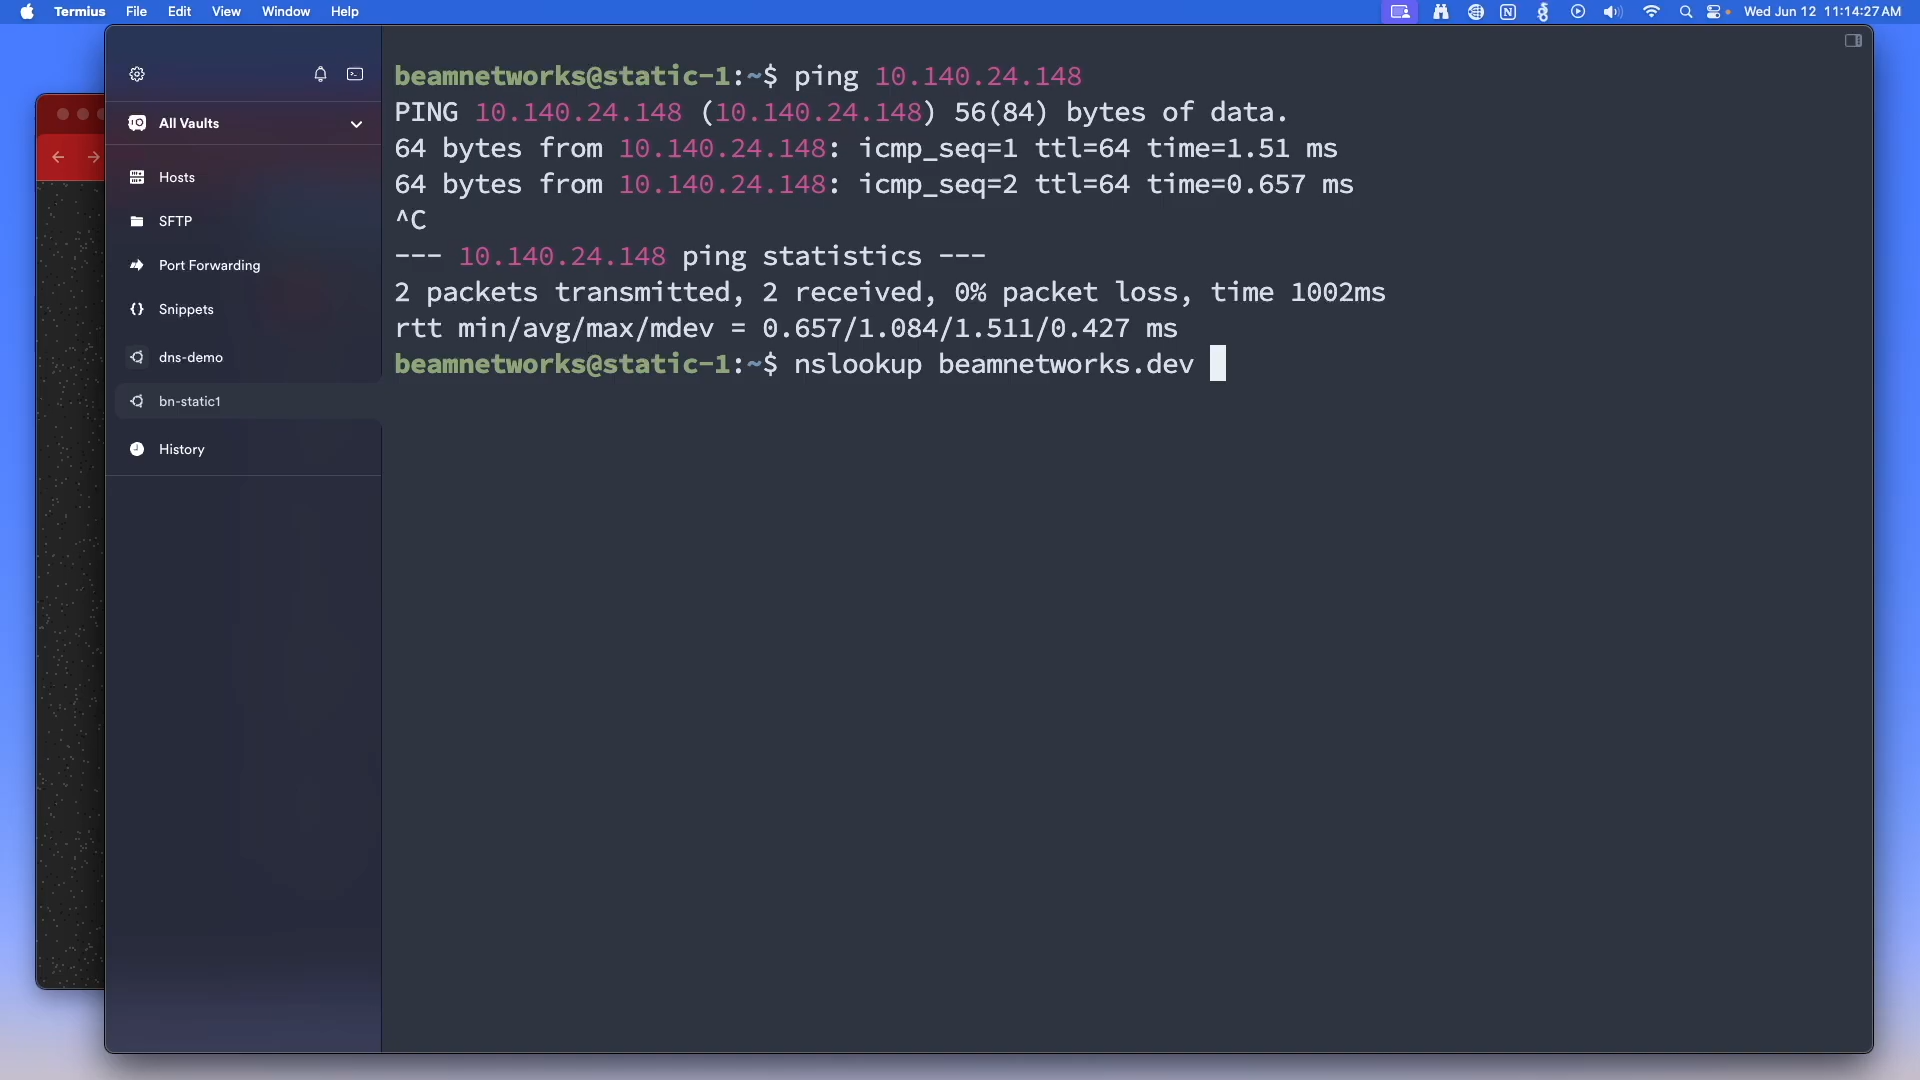 Termius File Edit View Window Help Wed Jun 12 11:14:27 AM
All Vaults
Hosts
SFTP
Port Forwarding
Snippets
dns-demo
bn-static1
History
beamnetworks@static-1:~$ ping 10.140.24.148
PING 10.140.24.148 (10.140.24.148) 56(84) bytes of data.
64 bytes from 10.140.24.148: icmp_seq=1 ttl=64 time=1.51 ms
64 bytes from 10.140.24.148: icmp_seq=2 ttl=64 time=0.657 ms
^C
--- 10.140.24.148 ping statistics ---
2 packets transmitted, 2 received, 0% packet loss, time 1002ms
rtt min/avg/max/mdev = 0.657/1.084/1.511/0.427 ms
beamnetworks@static-1:~$ nslookup beamnetworks.dev